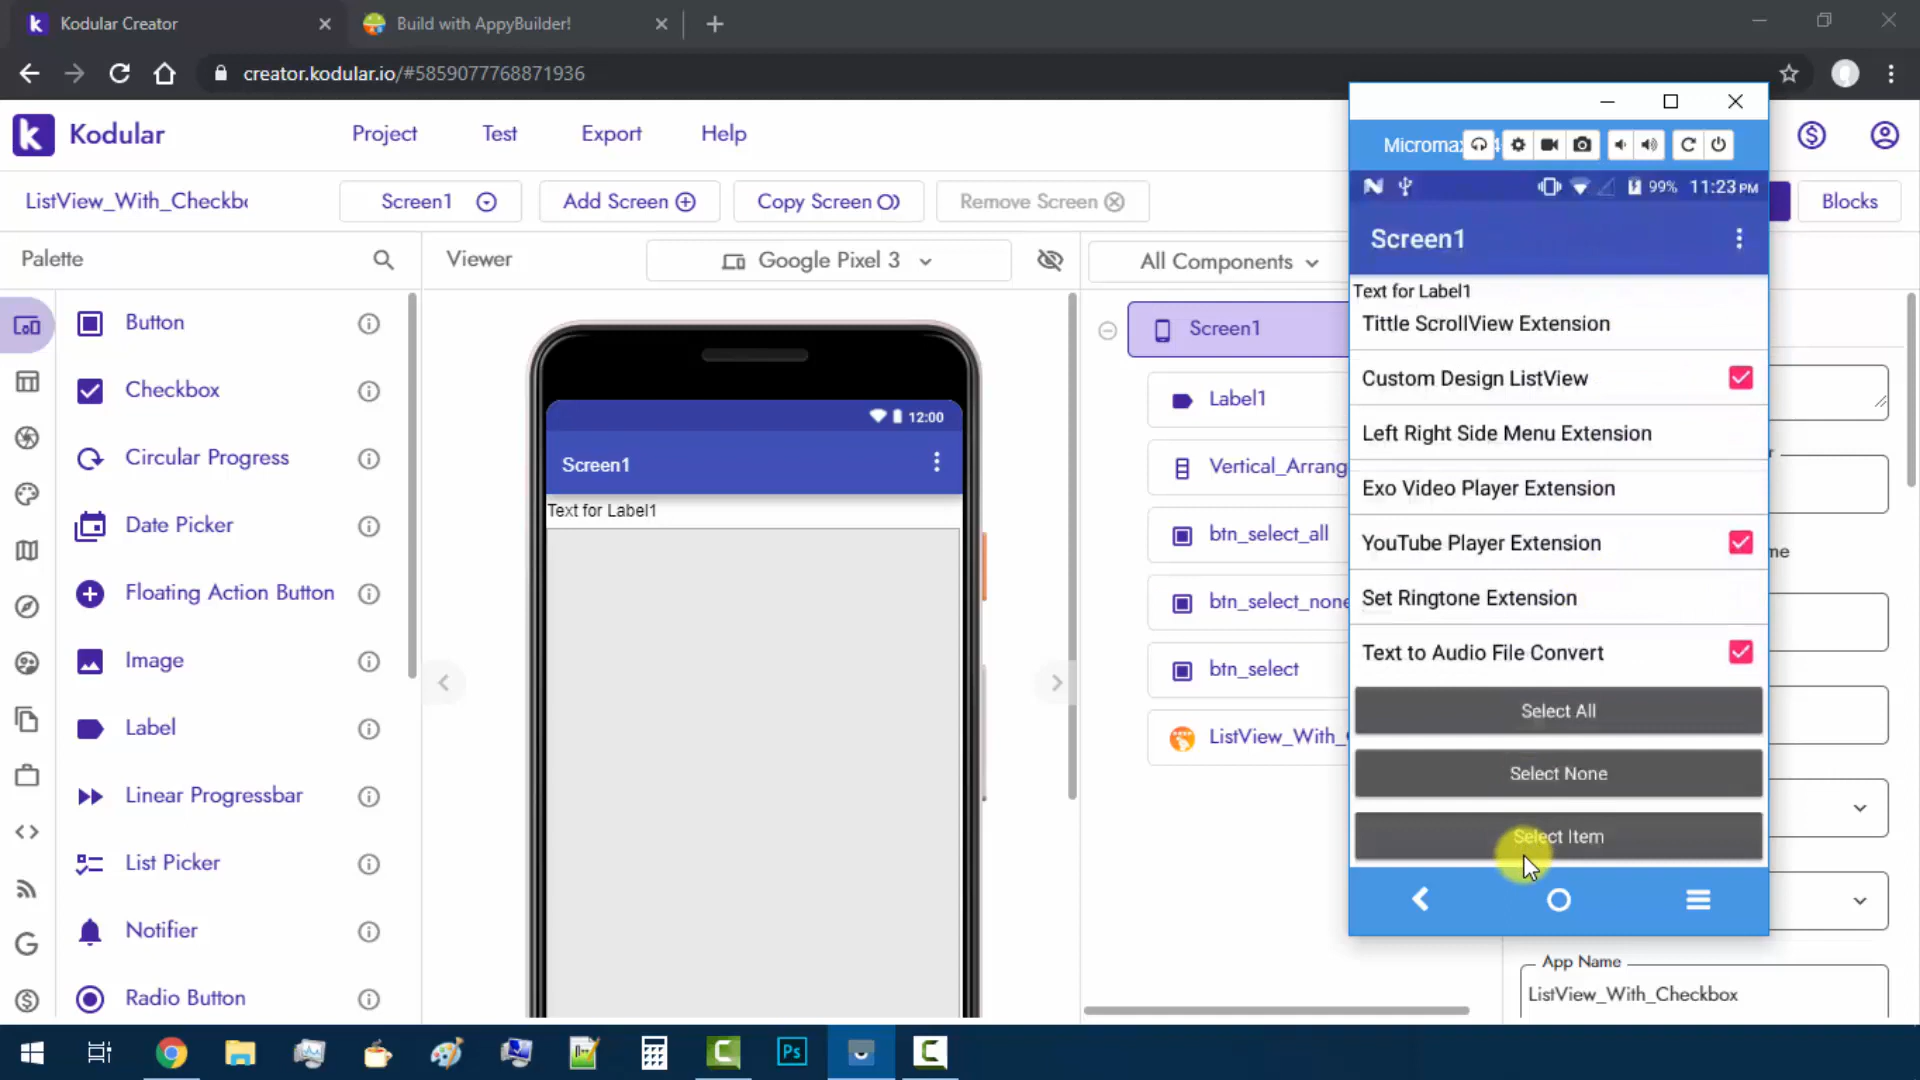 Kodular Creator
Build with AppyBuilder!
creator.kodular.io/#5859077768871936
Kodular
Project
Test
Export
Help
ListView_With_Checkbo
Screen1
Add Screen
Copy Screen
Remove Screen
Blocks
Palette
Viewer
Google Pixel 3
All Components
Button
Checkbox
Circular Progress
Date Picker
Floating Action Button
Image
Label
Linear Progressbar
List Picker
Notifier
Radio Button
12:00
Screen1
Text for Label1
Screen1
Label1
Vertical_Arrang
btn_select_all
btn_select_none
btn_select
ListView_With_
Micromax
99% 11:23 PM
Screen1
Text for Label1
Tittle ScrollView Extension
Custom Design ListView
Left Right Side Menu Extension
Exo Video Player Extension
YouTube Player Extension
Set Ringtone Extension
Text to Audio File Convert
Select All
Select None
Select Item
App Name
ListView_With_Checkbox
Ps